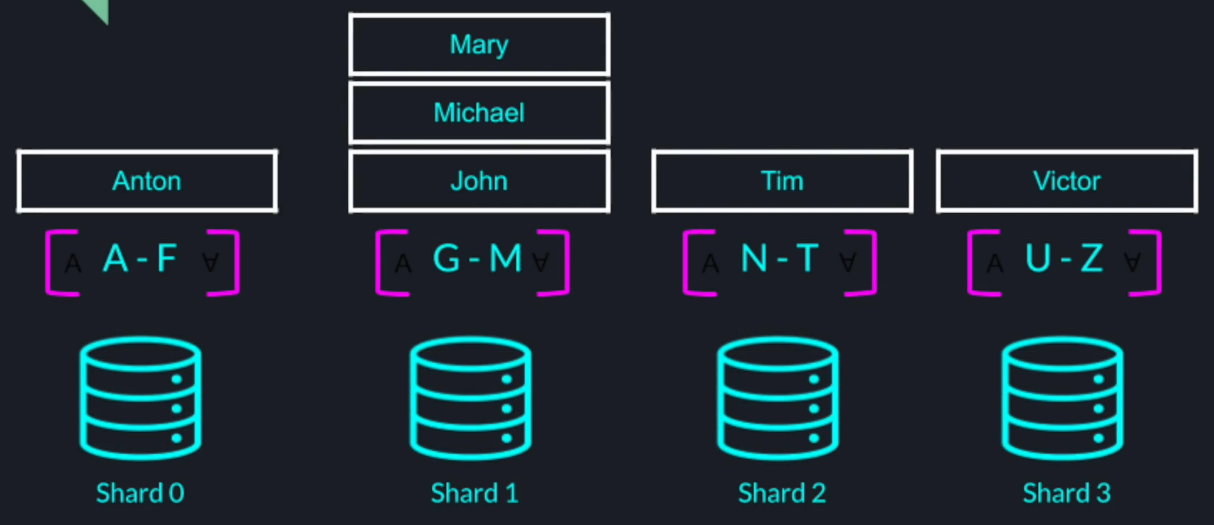 Mary
Michael
Anton
John
Tim
Victor
A A - F ∀
A G - M ∀
A N - T ∀
A U - Z ∀
Shard 0
Shard 1
Shard 2
Shard 3